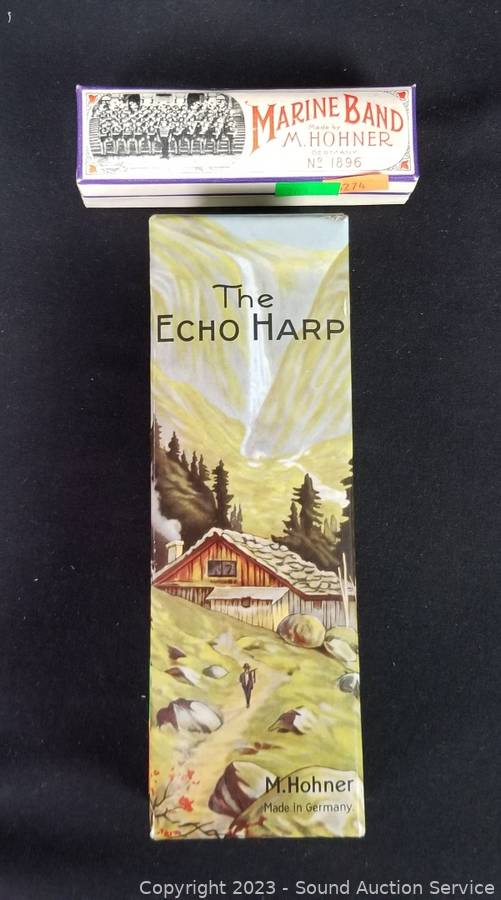 MARINE BAND
Made by
M. HOHNER
GERMANY
Nº 1896
274
The
ECHO HARP
M. Hohner
Made in Germany
Copyright 2023 - Sound Auction Service